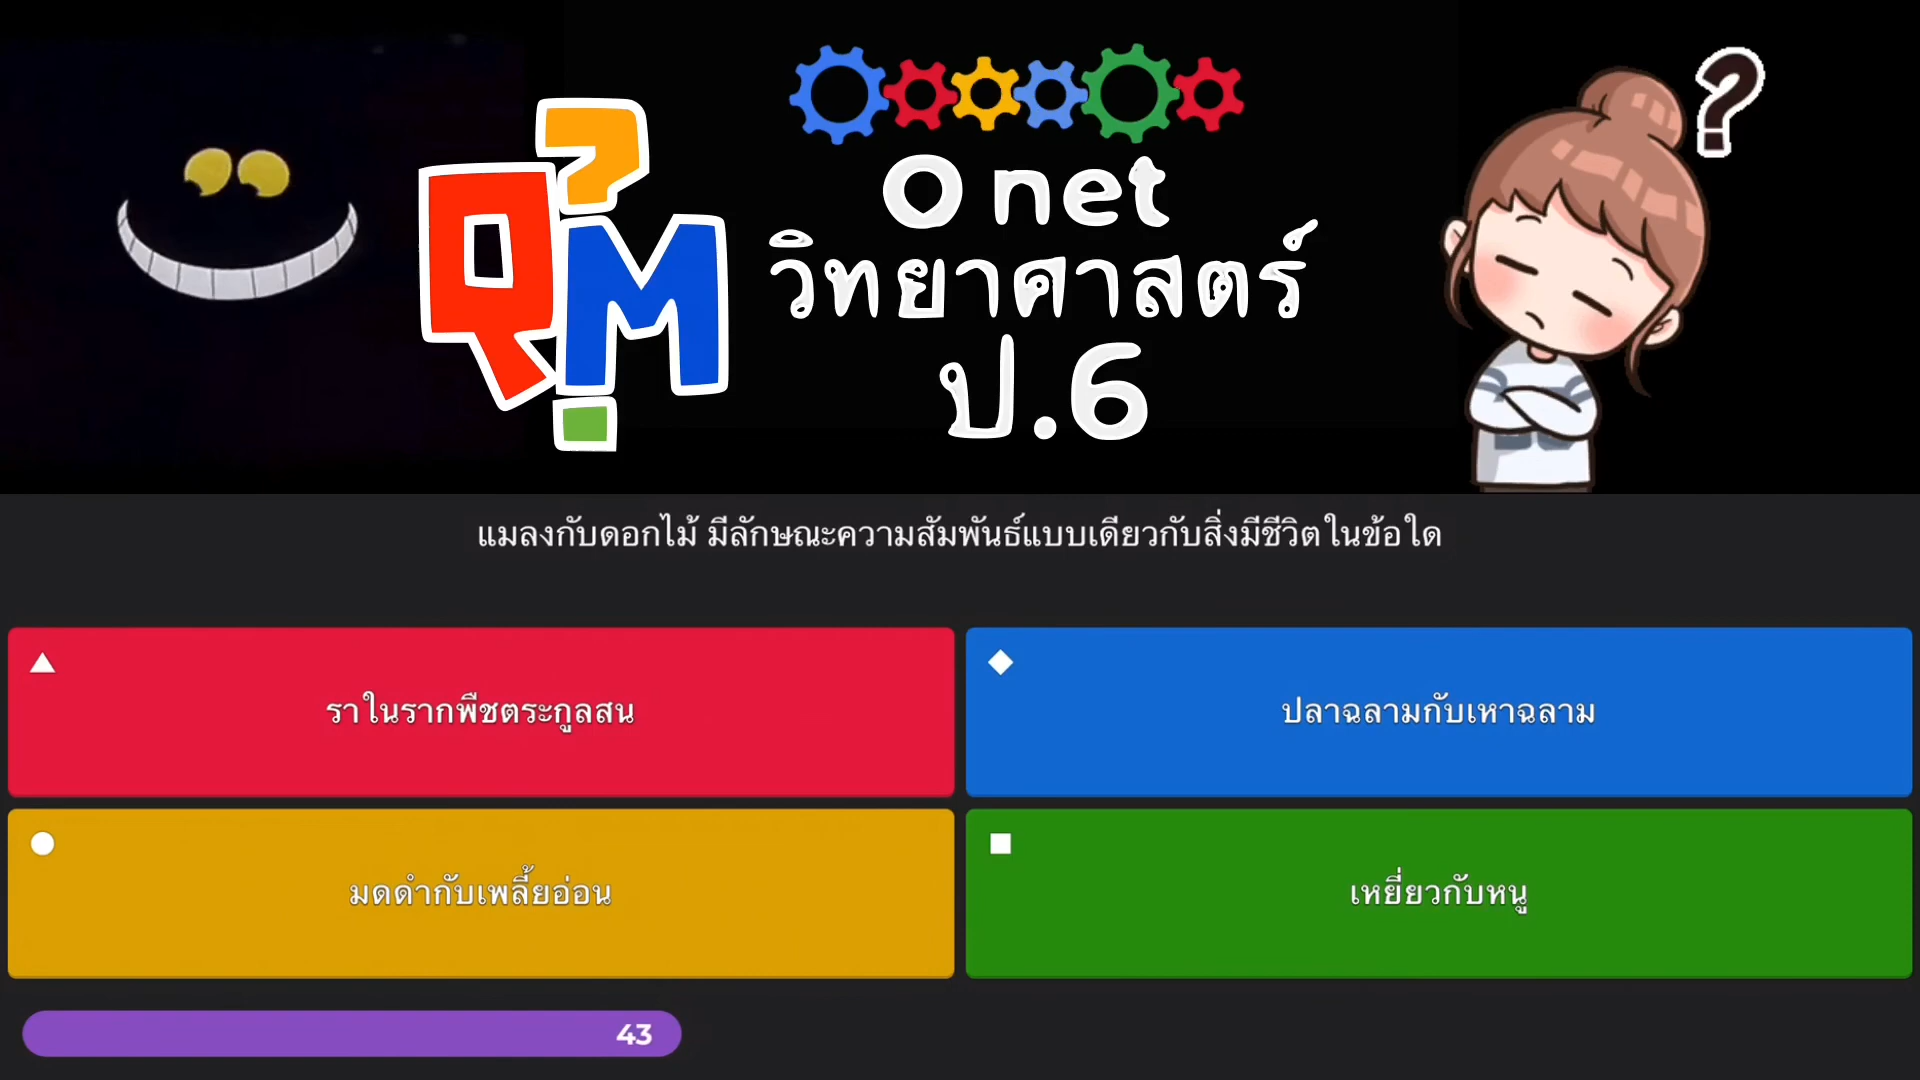 ?
QM
O net
วิทยาศาสตร์
ป.6
?
แมลงกับดอกไม้ มีลักษณะความสัมพันธ์แบบเดียวกับสิ่งมีชีวิตในข้อใด
ราในรากพืชตระกูลสน
ปลาฉลามกับเหาฉลาม
มดดำกับเพลี้ยอ่อน
เหยี่ยวกับหนู
43